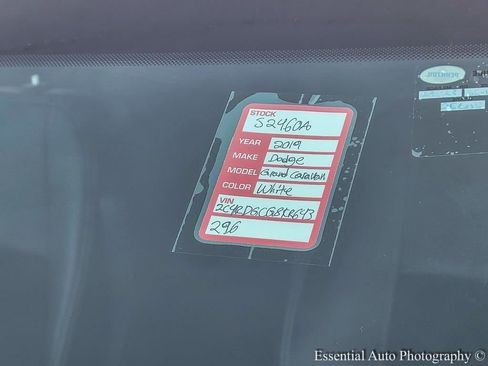 STOCK
S2460A
YEAR 2019
MAKE Dodge
MODEL Grand Caravan
COLOR White
VIN
2C4RDGCG8KR643
296
Essential Auto Photography ©